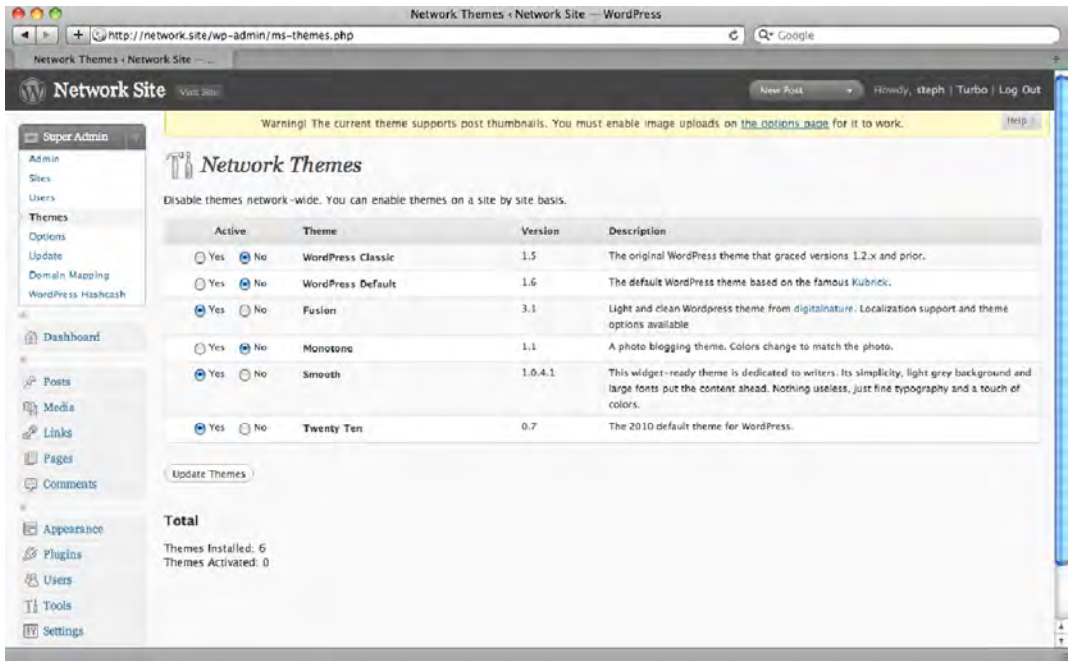 Network Themes ‹ Network Site — WordPress
http://network.site/wp-admin/ms-themes.php
Google
Network Themes ‹ Network Site — ...
Network Site
Visit Site
New Post
Howdy, steph | Turbo | Log Out
Warning! The current theme supports post thumbnails. You must enable image uploads on the options page for it to work.
Help
Super Admin
Admin
Sites
Users
Themes
Options
Update
Domain Mapping
WordPress Hashcash
Dashboard
Posts
Media
Links
Pages
Comments
Appearance
Plugins
Users
Tools
Settings
Network Themes
Disable themes network-wide. You can enable themes on a site by site basis.
Active Theme Version Description
Yes No WordPress Classic 1.5 The original WordPress theme that graced versions 1.2.x and prior.
Yes No WordPress Default 1.6 The default WordPress theme based on the famous Kubrick.
Yes No Fusion 3.1 Light and clean Wordpress theme from digitalnature. Localization support and theme
options available
Yes No Monotone 1.1 A photo blogging theme. Colors change to match the photo.
Yes No Smooth 1.0.4.1 This widget-ready theme is dedicated to writers. Its simplicity, light grey background and
large fonts put the content ahead. Nothing useless, just fine typography and a touch of
colors.
Yes No Twenty Ten 0.7 The 2010 default theme for WordPress.
Update Themes
Total
Themes Installed: 6
Themes Activated: 0